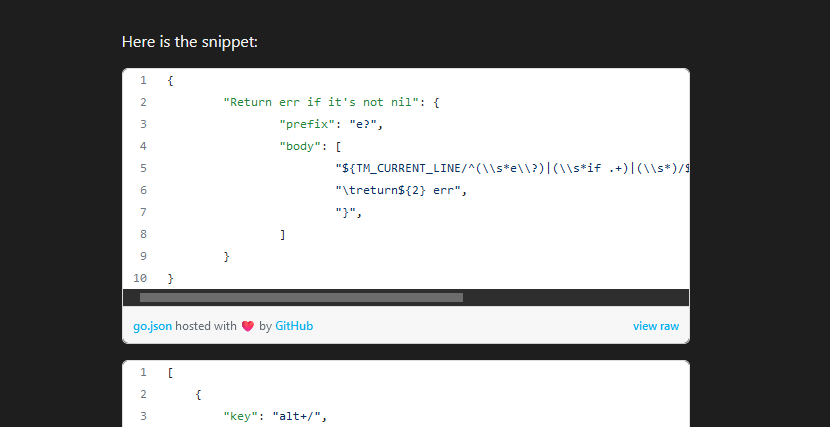 Here is the snippet:
1 {
2 "Return err if it's not nil": {
3 "prefix": "e?",
4 "body": [
5 "${TM_CURRENT_LINE/^(\\s*e\\?)|(\\s*if .+)|(\\s*)/$
6 "\treturn${2} err",
7 "}",
8 ]
9 }
10 }
go.json hosted with ❤ by GitHub view raw
1 [
2 {
3 "key": "alt+/",